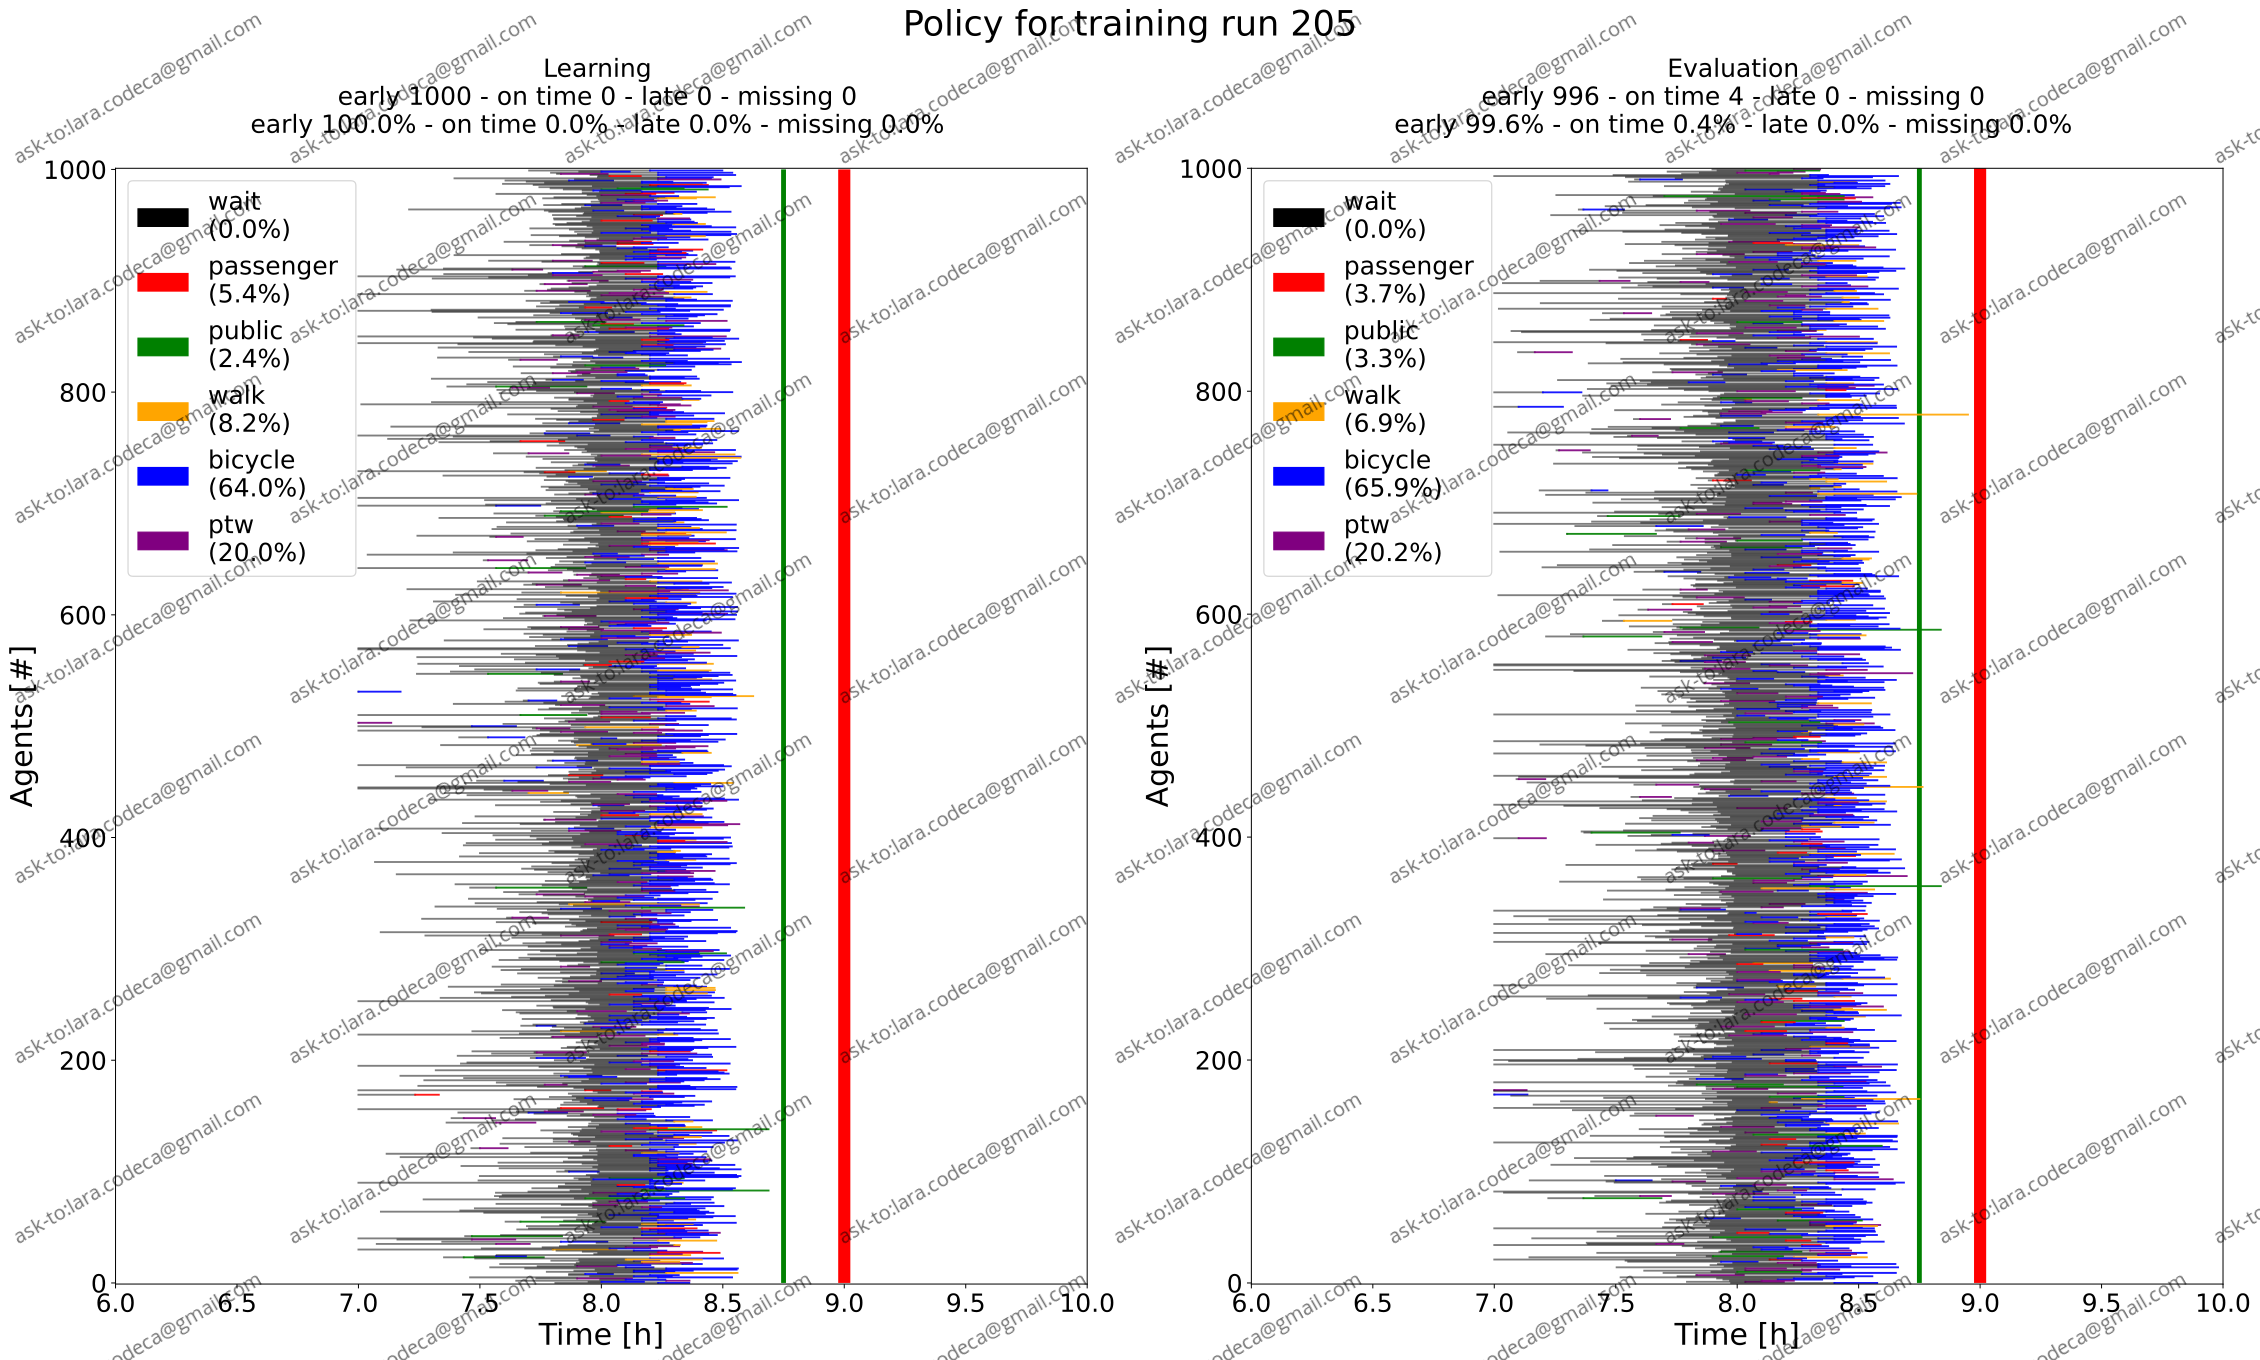 Policy for training run 205
Learning
early 1000 - on time 0 - late 0 - missing 0
early 100.0% - on time 0.0% - late 0.0% - missing 0.0%
Agents [#]
1000
800
600
400
200
0
wait
(0.0%)
passenger
(5.4%)
public
(2.4%)
walk
(8.2%)
bicycle
(64.0%)
ptw
(20.0%)
6.0 6.5 7.0 7.5 8.0 8.5 9.0 9.5 10.0
Time [h]
Evaluation
early 996 - on time 4 - late 0 - missing 0
early 99.6% - on time 0.4% - late 0.0% - missing 0.0%
Agents [#]
1000
800
600
400
200
0
wait
(0.0%)
passenger
(3.7%)
public
(3.3%)
walk
(6.9%)
bicycle
(65.9%)
ptw
(20.2%)
6.0 6.5 7.0 7.5 8.0 8.5 9.0 9.5 10.0
Time [h]
ask-to:lara.codeca@gmail.com